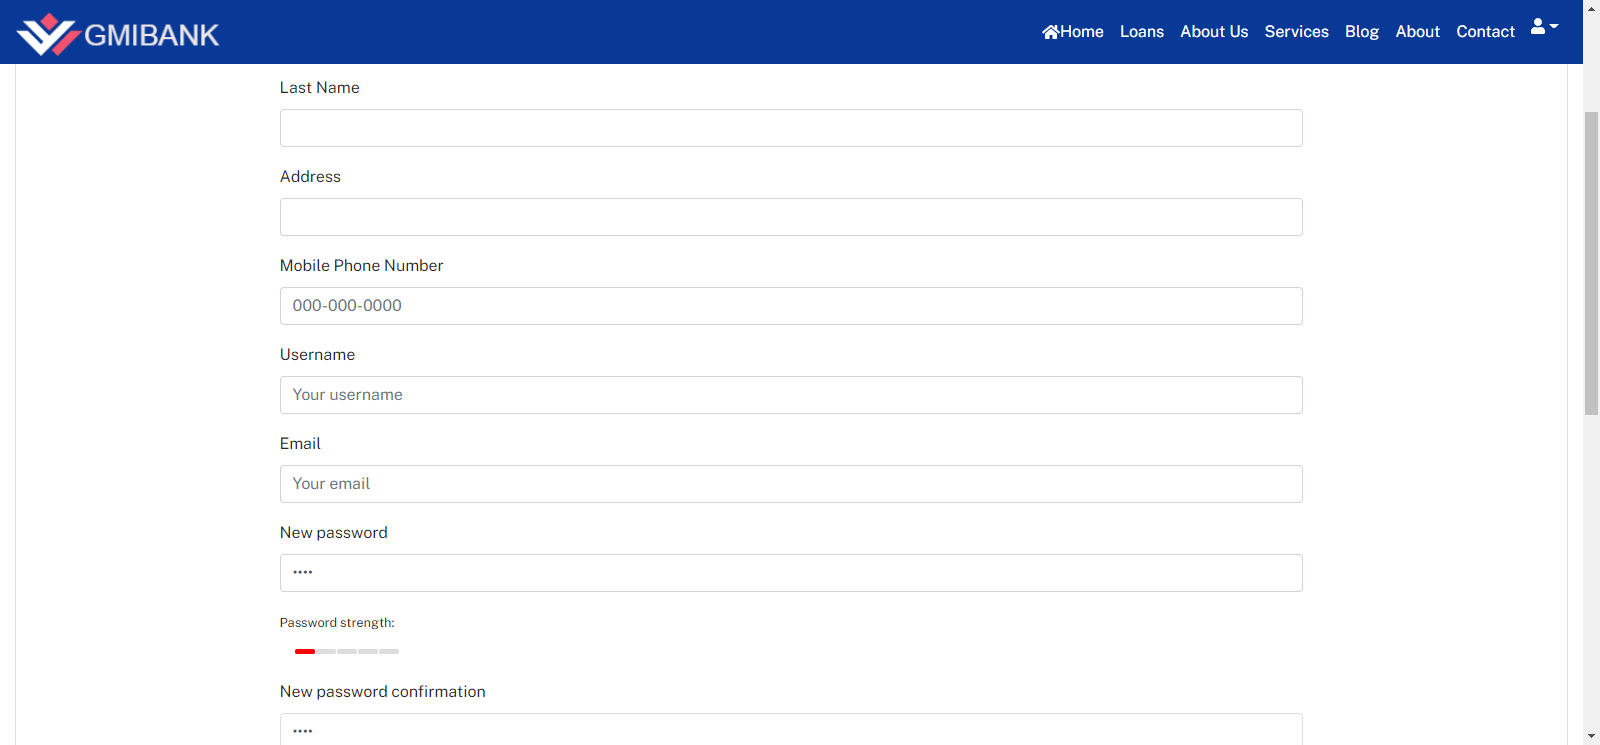 GMIBANK
Home Loans About Us Services Blog About Contact
Last Name
Address
Mobile Phone Number
000-000-0000
Username
Your username
Email
Your email
New password
••••
Password strength:
New password confirmation
••••